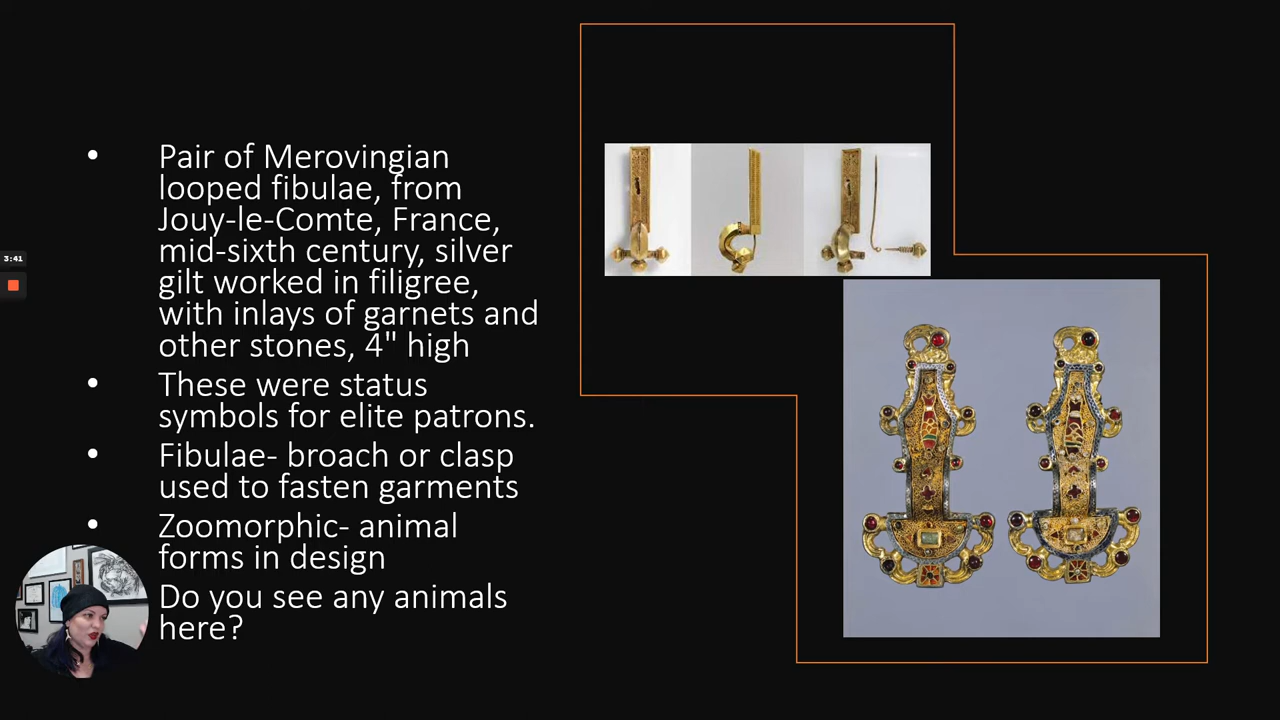 • Pair of Merovingian
looped fibulae, from
Jouy-le-Comte, France,
mid-sixth century, silver
gilt worked in filigree,
with inlays of garnets and
other stones, 4" high
• These were status
symbols for elite patrons.
• Fibulae- broach or clasp
used to fasten garments
• Zoomorphic- animal
forms in design
Do you see any animals
here?
3:41